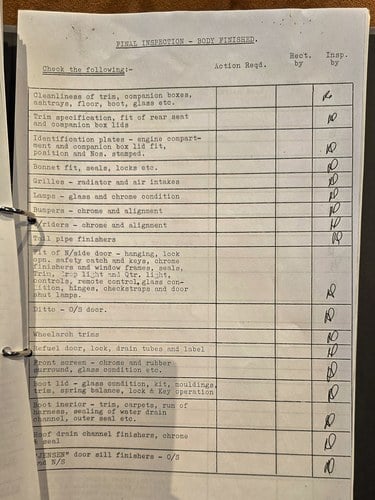 FINAL INSPECTION - BODY FINISHED.
Check the following:- Action Reqd. Rect. by Insp. by
Cleanliness of trim, companion boxes,
ashtrays, floor, boot, glass etc.
Trim specification, fit of rear seat
and companion box lids
Identification plates - engine compart-
ment and companion box lid fit,
position and Nos. stamped.
Bonnet fit, seals, locks etc.
Grilles - radiator and air intakes
Lamps - glass and chrome condition
Bumpers - chrome and alignment
riders - chrome and alignment
Tail pipe finishers
Fit of N/side door - hanging, lock
opn. safety catch and keys, chrome
finishers and window frames, seals,
Trim, Drop light and Qtr. light,
controls, remote control, glass con-
dition, hinges, checkstraps and door
shut lamps.
Ditto - O/S door.
Wheelarch trims
Refuel door, lock, drain tubes and label
Front screen - chrome and rubber
surround, glass condition etc.
Boot lid - glass condition, kit, mouldings,
trim, spring balance, lock & Key operation
Boot inerior - trim, carpets, run of
harness, sealing of water drain
channel, outer seal etc.
Roof drain channel finishers, chrome
& seal
"JENSEN" door sill finishers - O/S
and N/S